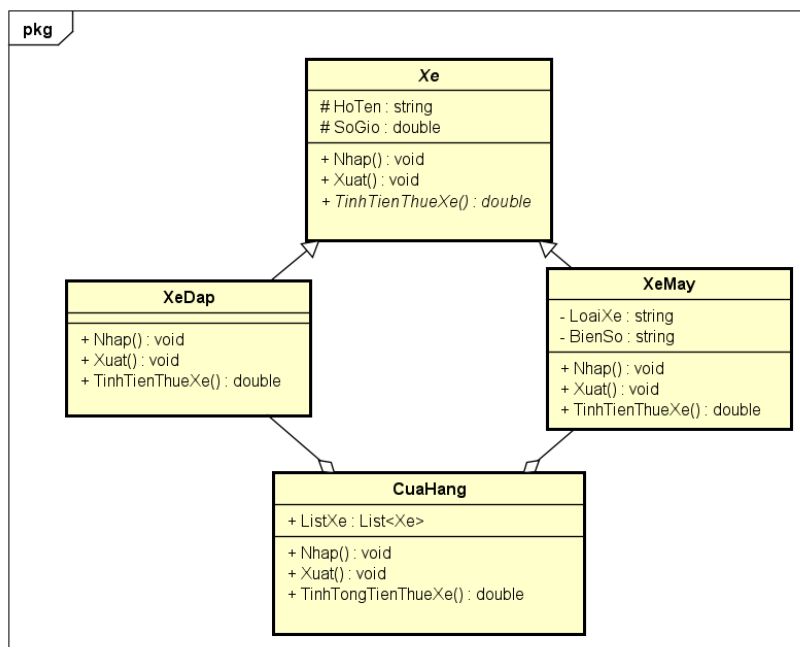 pkg
Xe
# HoTen : string
# SoGio : double
+ Nhap() : void
+ Xuat() : void
+ TinhTienThueXe() : double
XeDap
+ Nhap() : void
+ Xuat() : void
+ TinhTienThueXe() : double
XeMay
- LoaiXe : string
- BienSo : string
+ Nhap() : void
+ Xuat() : void
+ TinhTienThueXe() : double
CuaHang
+ ListXe : List<Xe>
+ Nhap() : void
+ Xuat() : void
+ TinhTongTienThueXe() : double